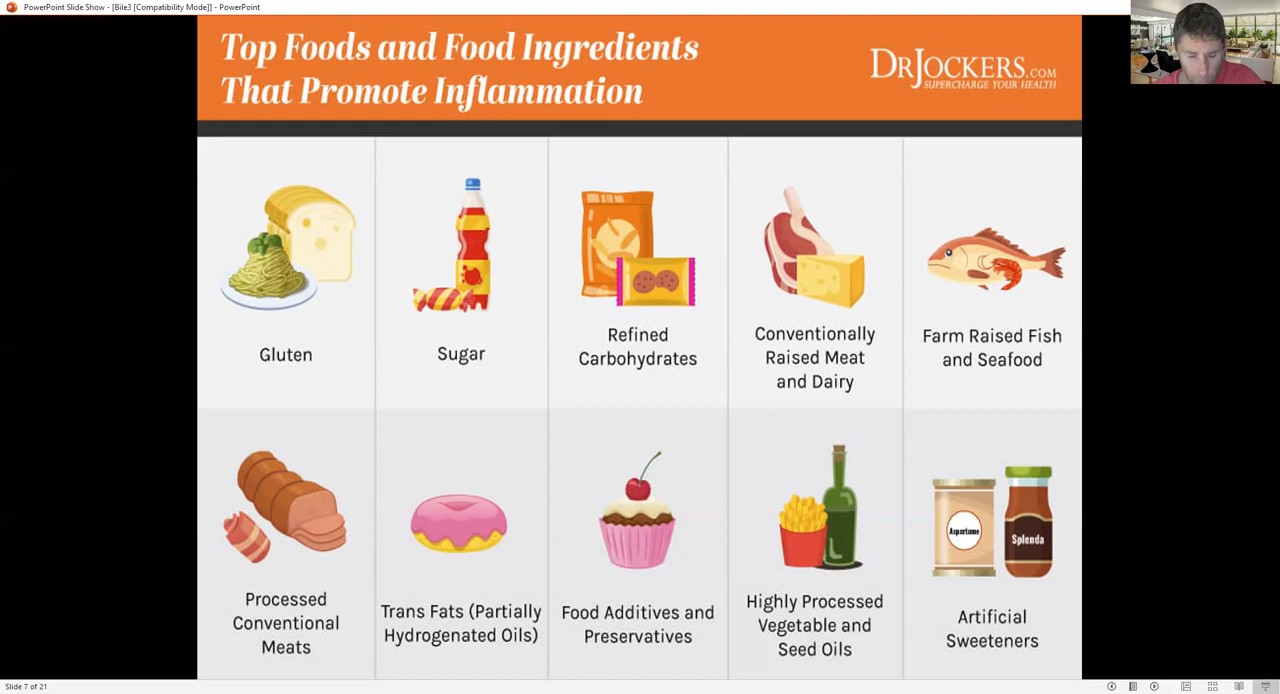 PowerPoint Slide Show - [Bile3 [Compatibility Mode]] - PowerPoint
Top Foods and Food Ingredients
That Promote Inflammation
DRJOCKERS.COM
SUPERCHARGE YOUR HEALTH
Gluten
Sugar
Refined
Carbohydrates
Conventionally
Raised Meat
and Dairy
Farm Raised Fish
and Seafood
Aspartame
Splenda
Processed
Conventional
Meats
Trans Fats (Partially
Hydrogenated Oils)
Food Additives and
Preservatives
Highly Processed
Vegetable and
Seed Oils
Artificial
Sweeteners
Slide 7 of 21